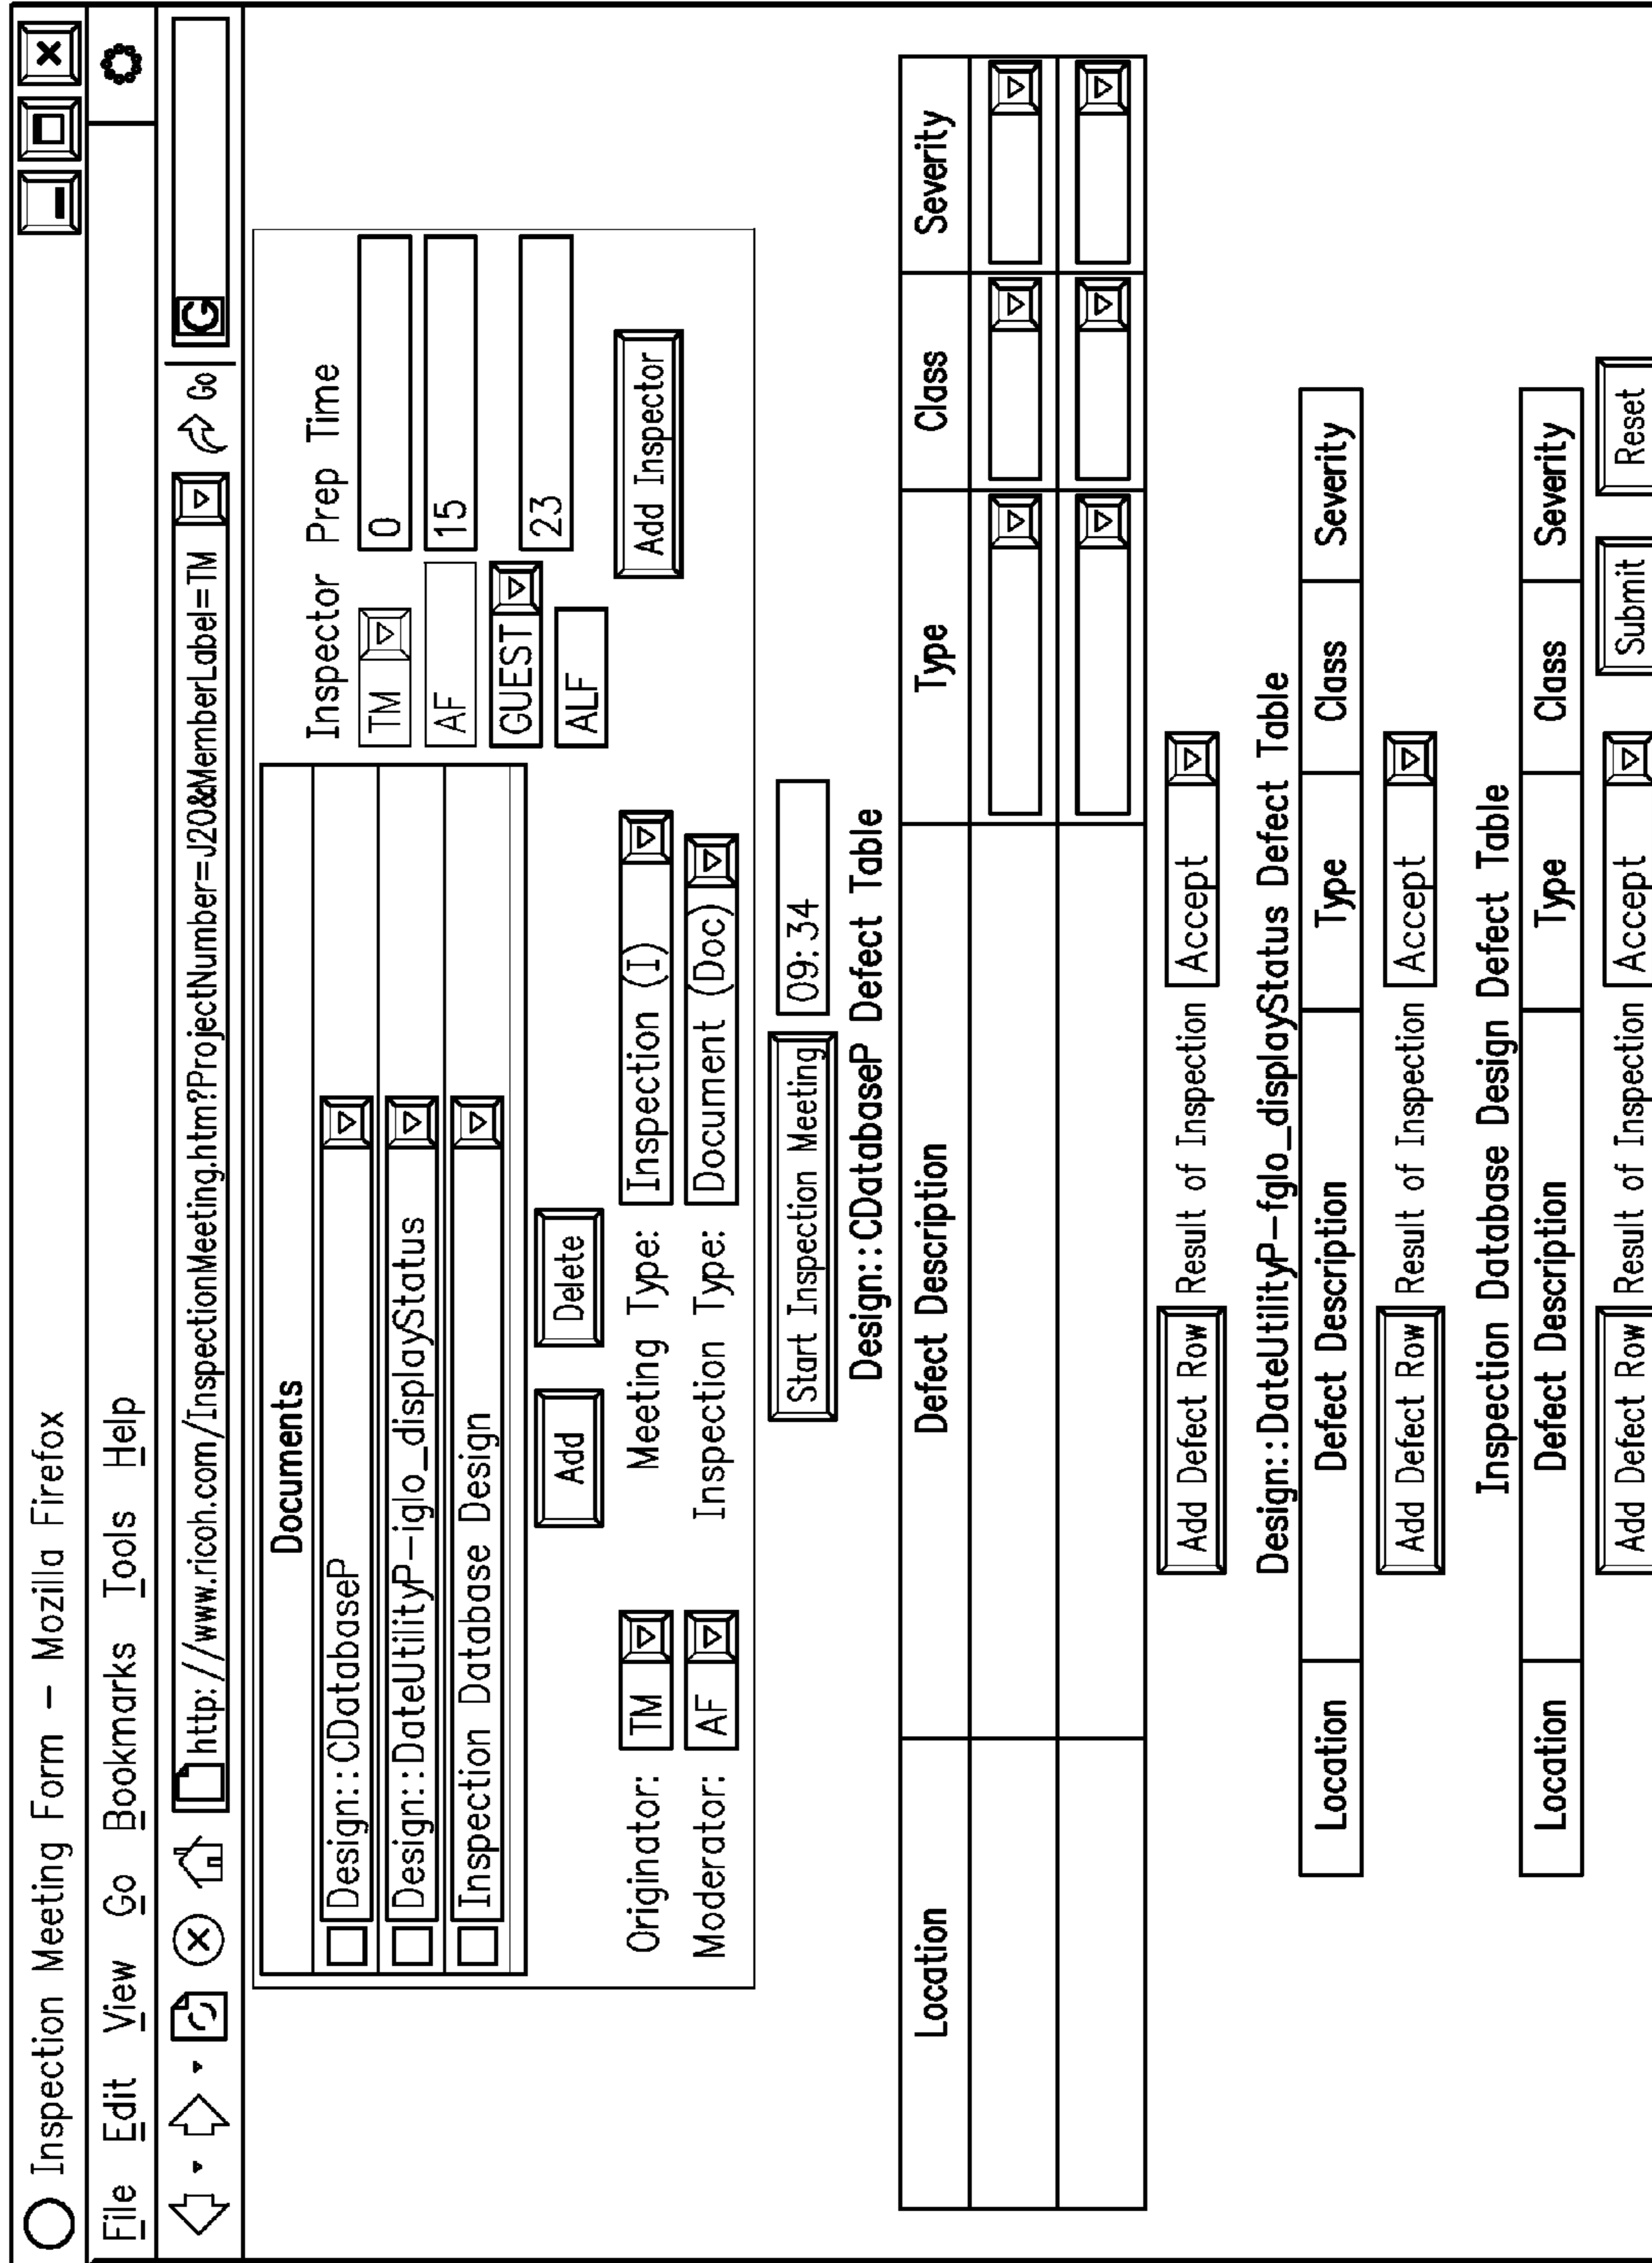 Inspection Meeting Form – Mozilla Firefox
File Edit View Go Bookmarks Tools Help
http://www.ricoh.com/InspectionMeeting.htm?ProjectNumber=J20&MemberLabel=TM Go G
Documents
Inspector Prep Time
Design::CDatabaseP
TM 0
Design::DateUtilityP-iglo_displayStatus
AF 15
Inspection Database Design
GUEST 23
ALF
Add Delete
Add Inspector
Originator: TM Meeting Type: Inspection (I)
Moderator: AF Inspection Type: Document (Doc)
Start Inspection Meeting 09:34
Design::CDatabaseP Defect Table
Location Defect Description Type Class Severity
Add Defect Row Result of Inspection Accept
Design::DateUtilityP-fglo_displayStatus Defect Table
Location Defect Description Type Class Severity
Add Defect Row Result of Inspection Accept
Inspection Database Design Defect Table
Location Defect Description Type Class Severity
Add Defect Row Result of Inspection Accept Submit Reset